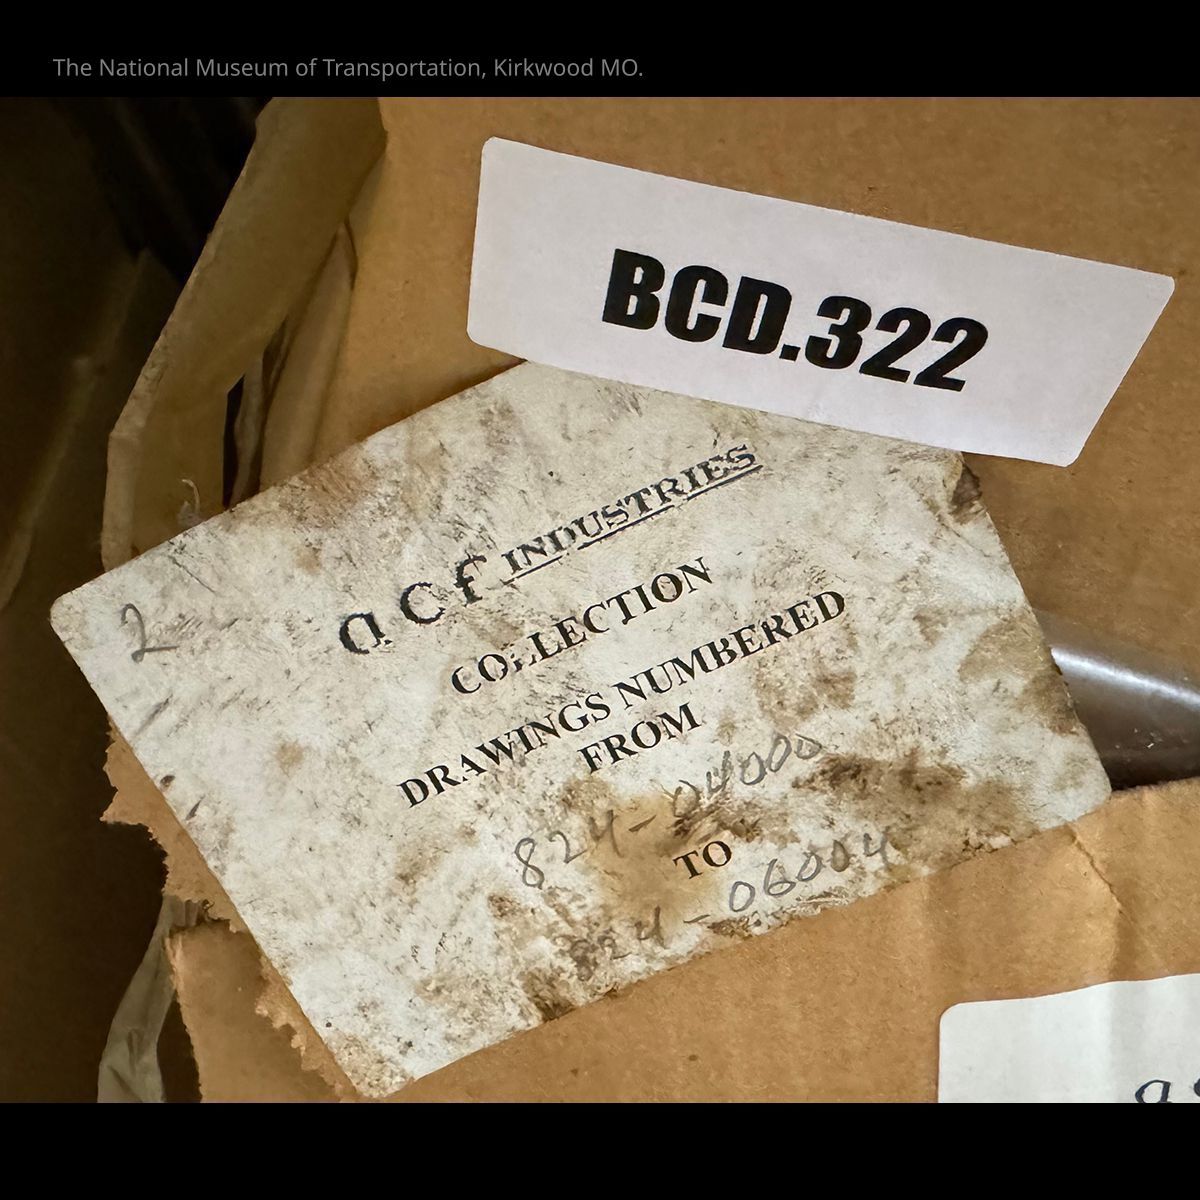 The National Museum of Transportation, Kirkwood MO.
BCD.322
2
acf INDUSTRIES
COLLECTION
DRAWINGS NUMBERED
FROM
824-04000
TO
824-06004